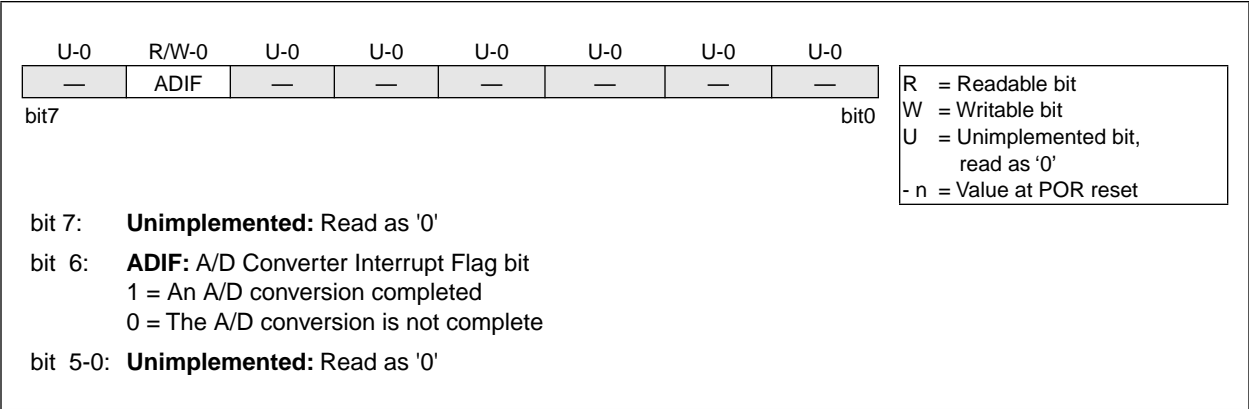 U-0 R/W-0 U-0 U-0 U-0 U-0 U-0 U-0
— ADIF — — — — — —
bit7 bit0
R = Readable bit
W = Writable bit
U = Unimplemented bit,
read as ‘0’
- n = Value at POR reset
bit 7: Unimplemented: Read as '0'
bit 6: ADIF: A/D Converter Interrupt Flag bit
1 = An A/D conversion completed
0 = The A/D conversion is not complete
bit 5-0: Unimplemented: Read as '0'